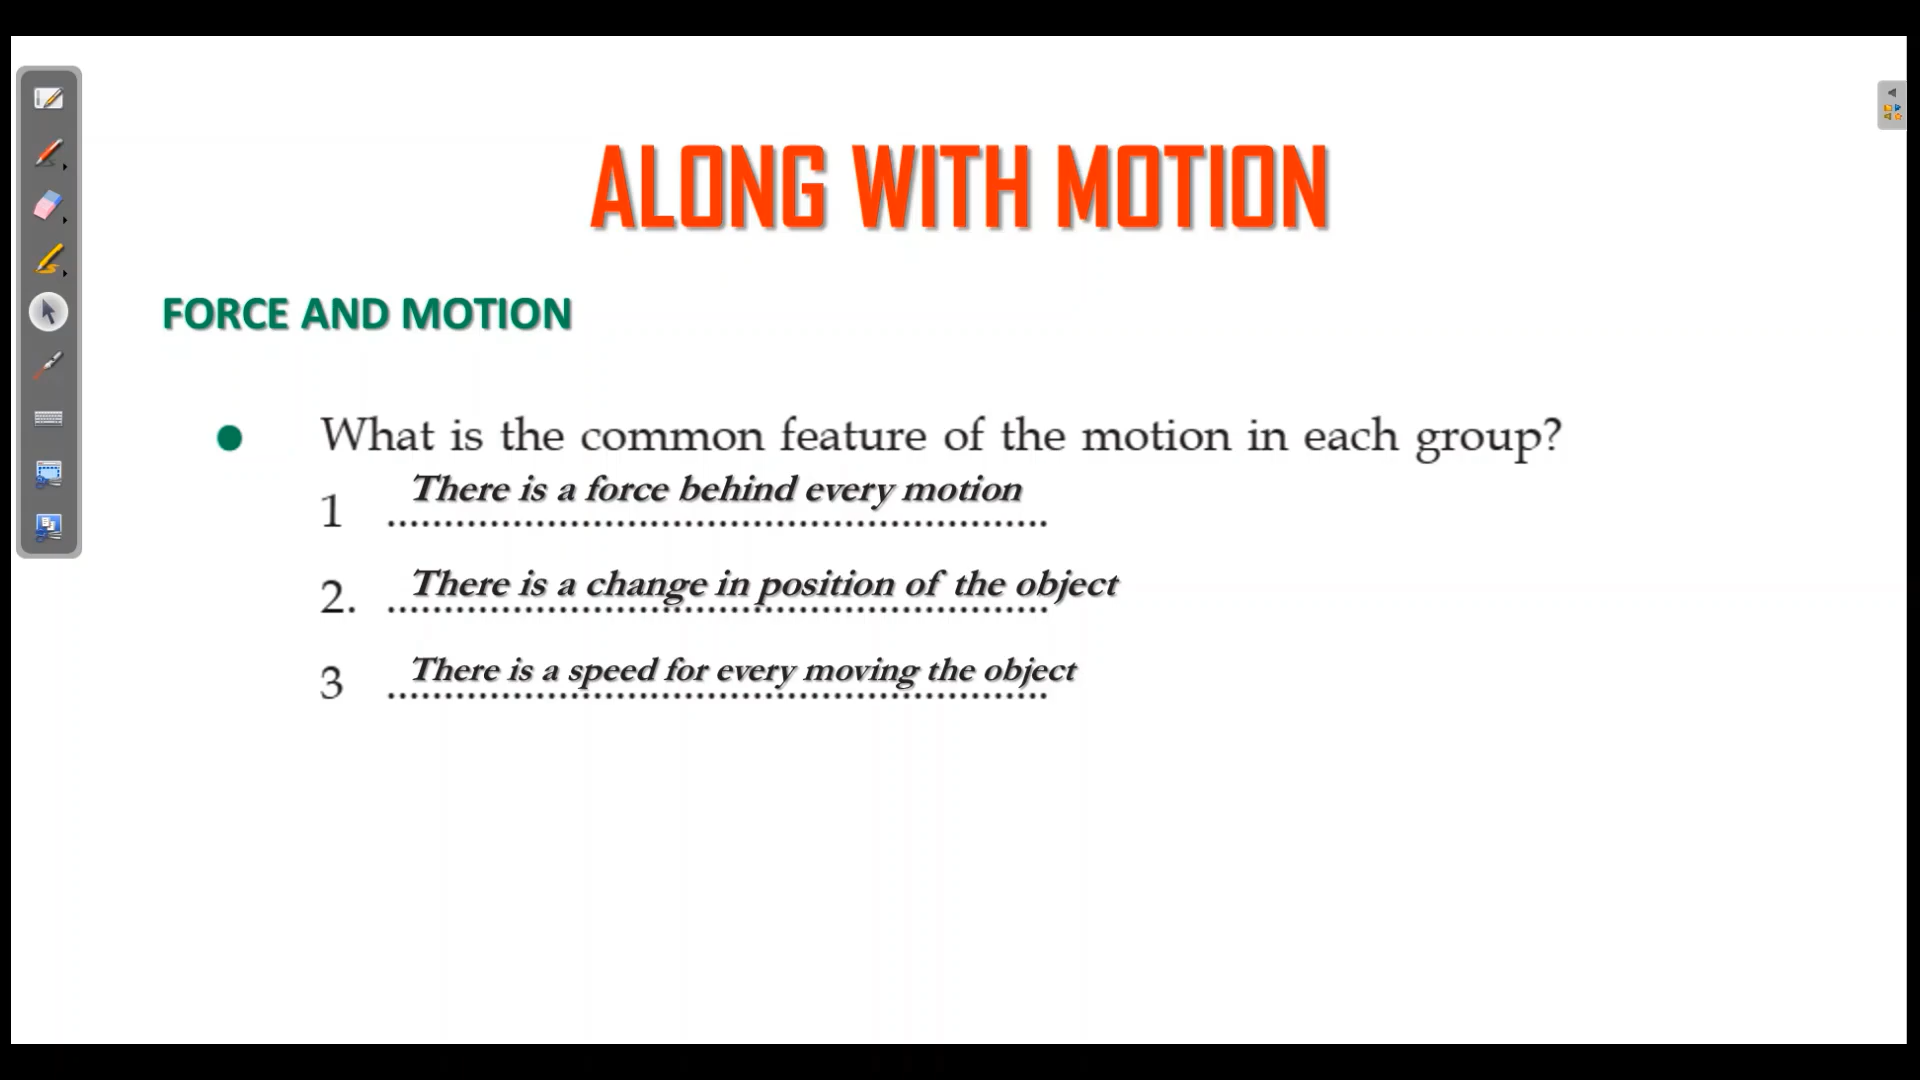 ALONG WITH MOTION
FORCE AND MOTION
What is the common feature of the motion in each group?
1 There is a force behind every motion
2. There is a change in position of the object
3 There is a speed for every moving the object